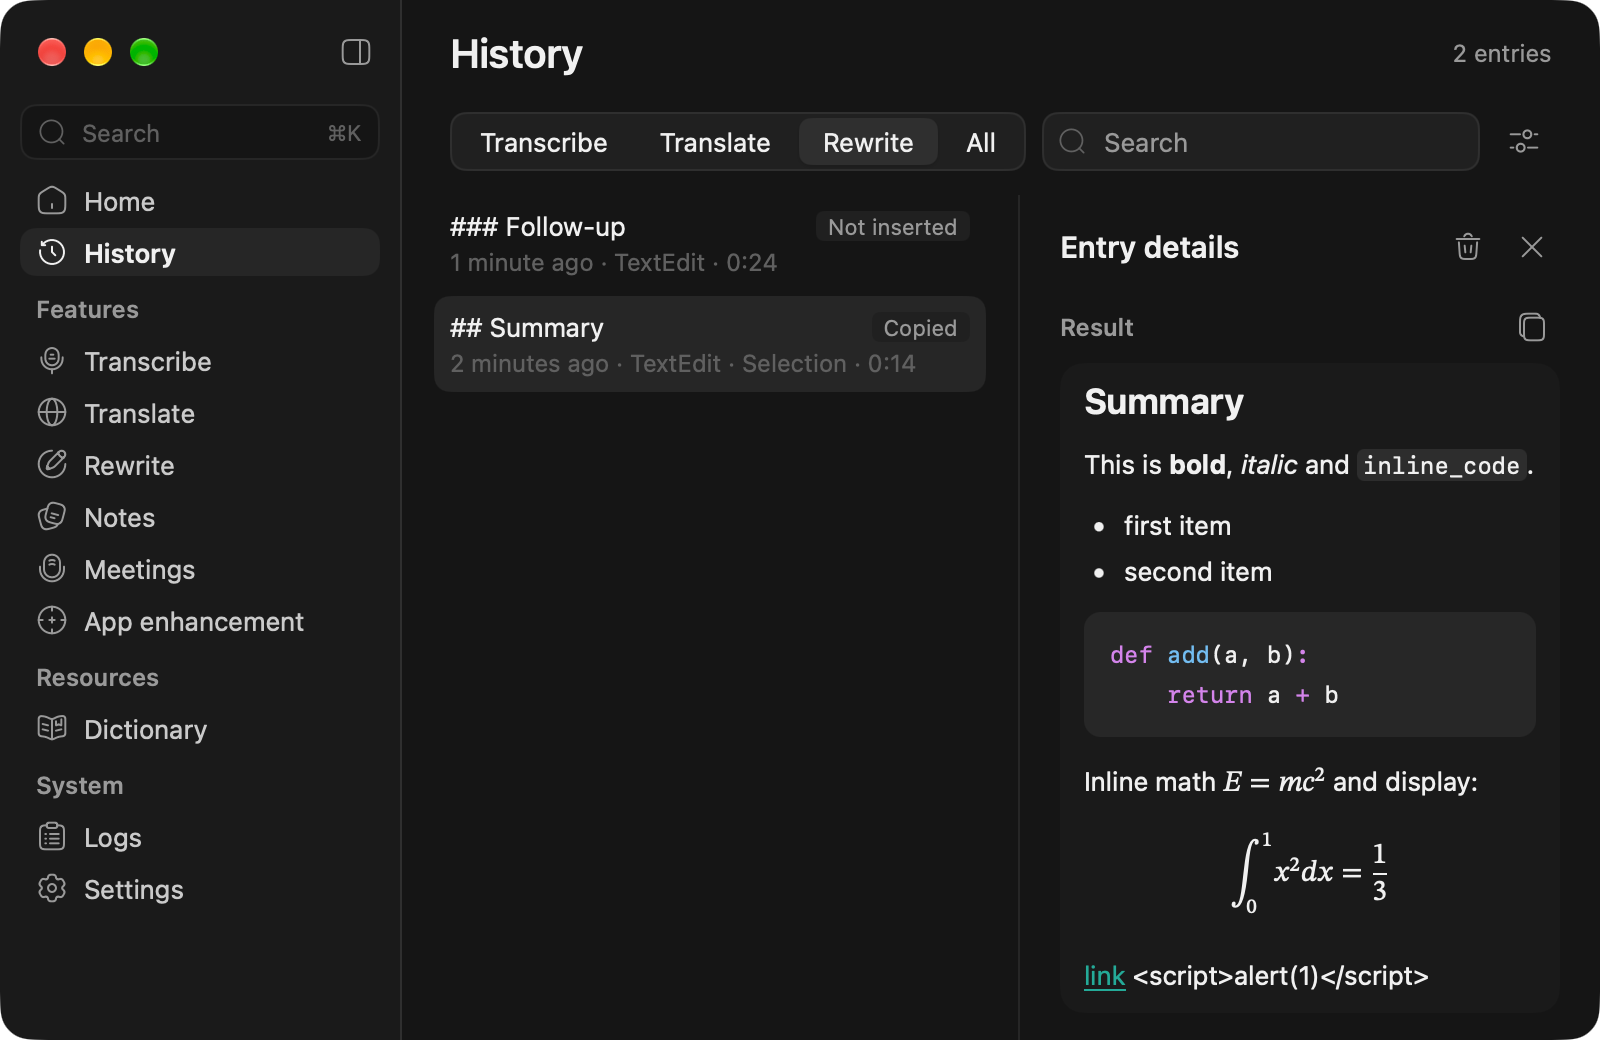 Search ⌘K
Home
History
Features
Transcribe
Translate
Rewrite
Notes
Meetings
App enhancement
Resources
Dictionary
System
Logs
Settings
History
2 entries
Transcribe Translate Rewrite All
Search
### Follow-up Not inserted
1 minute ago · TextEdit · 0:24
## Summary Copied
2 minutes ago · TextEdit · Selection · 0:14
Entry details
Result
Summary
This is bold, italic and inline_code.
• first item
• second item
def add(a, b):
    return a + b
Inline math E = mc² and display:
∫₀¹ x²dx = 1/3
link <script>alert(1)</script>